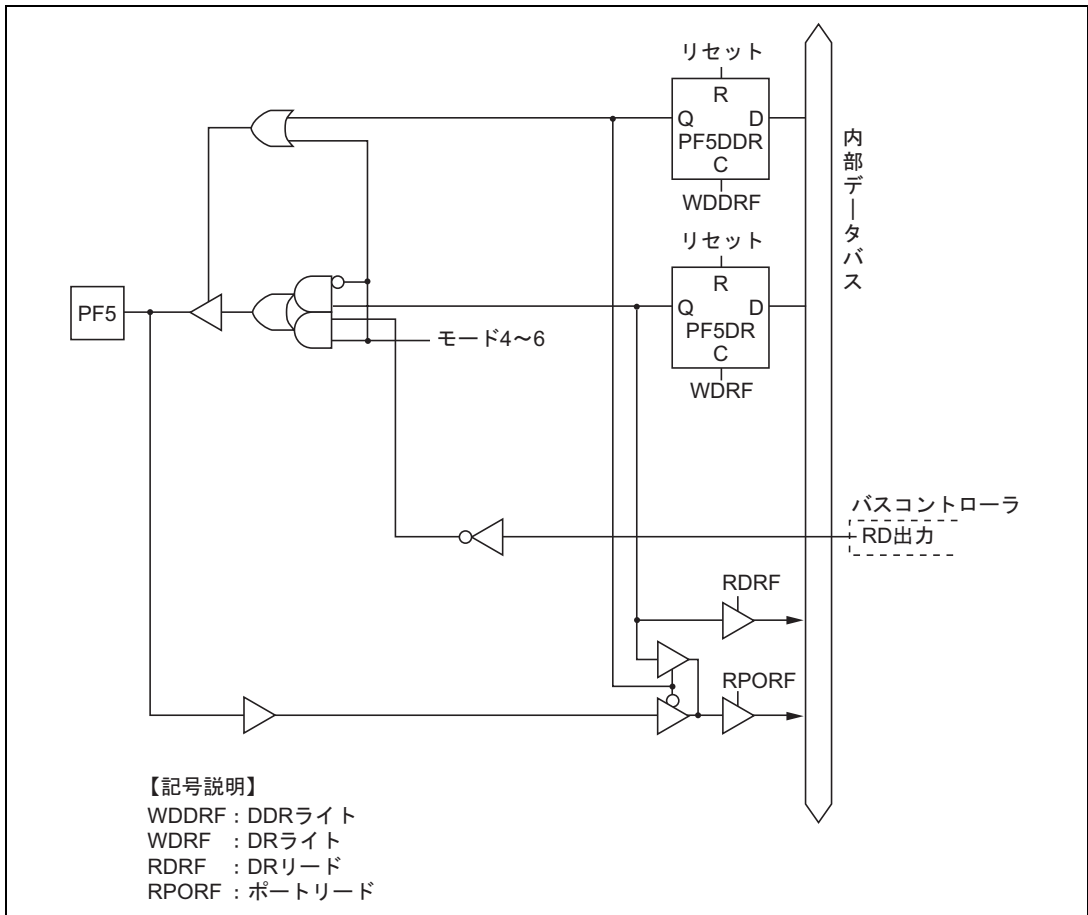 リセット
R
Q D
PF5DDR
C
WDDRF
内部データバス
リセット
R
Q D
PF5DR
C
WDRF
PF5
モード4～6
バスコントローラ
RD出力
RDRF
RPORF
【記号説明】
WDDRF：DDRライト
WDRF ：DRライト
RDRF ：DRリード
RPORF：ポートリード